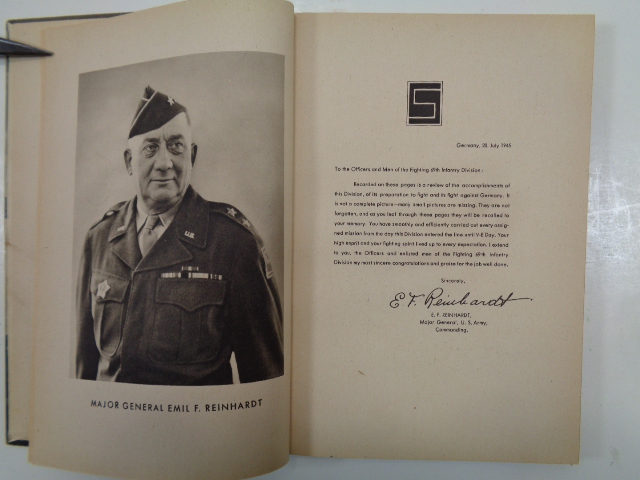 MAJOR GENERAL EMIL F. REINHARDT
Germany, 28. July 1945
To the Officers and Men of the Fighting 69th Infantry Division:
Recorded on these pages is a review of the accomplishments of
this Division, of its preparation to fight and its fight against Germany. It
is not a complete picture—many small pictures are missing. They are not
forgotten, and as you leaf through these pages they will be recalled to
your memory. You have smoothly and efficiently carried out every assig-
ned mission from the day this Division entered the line until V-E Day. Your
high esprit and your fighting spirit lived up to every expectation. I extend
to you, the Officers and enlisted men of the Fighting 69th Infantry
Division my most sincere congratulations and praise for the job well done.
Sincerely,
E F. Reinhardt
E. F. REINHARDT,
Major General, U. S. Army,
Commanding.